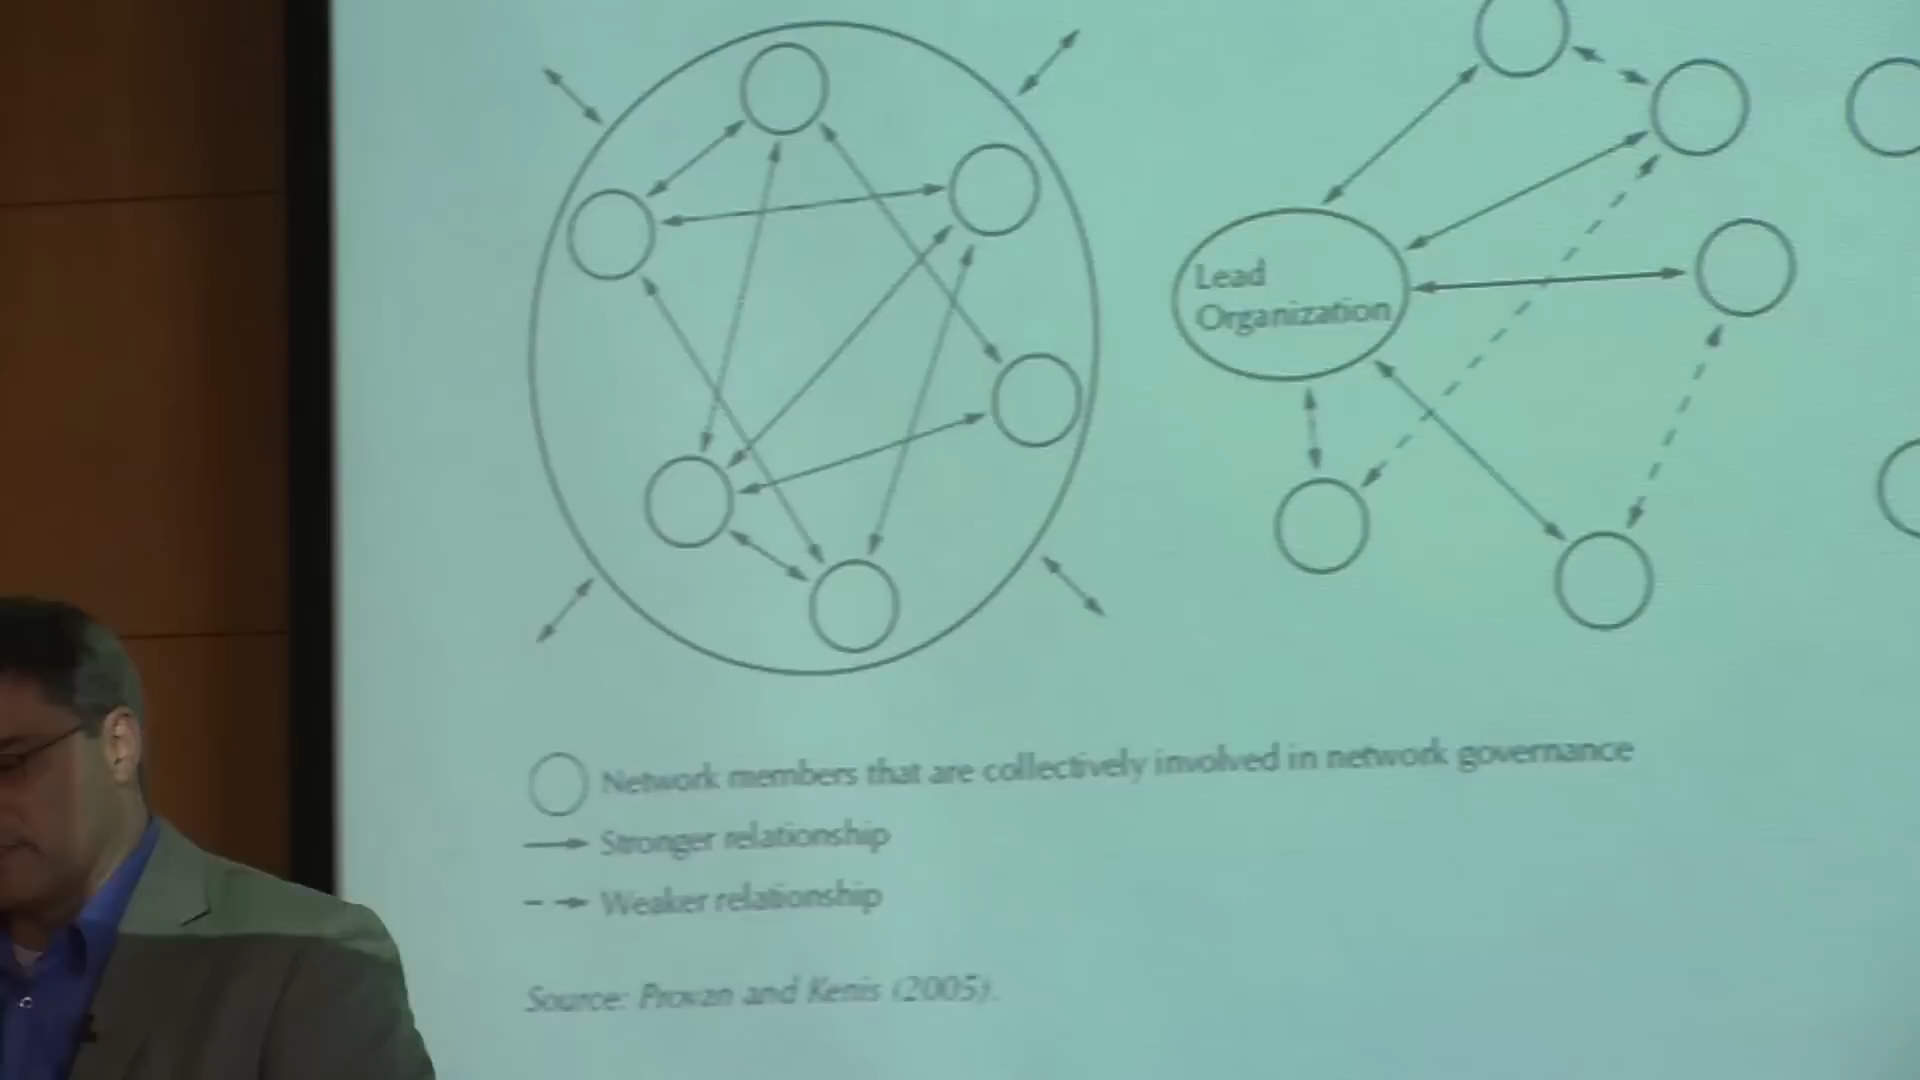 Lead
Organization
Network members that are collectively involved in network governance
Stronger relationship
Weaker relationship
Source: Provan and Kenis (2005).